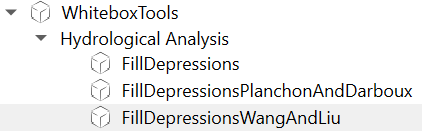 WhiteboxTools
Hydrological Analysis
FillDepressions
FillDepressionsPlanchonAndDarboux
FillDepressionsWangAndLiu